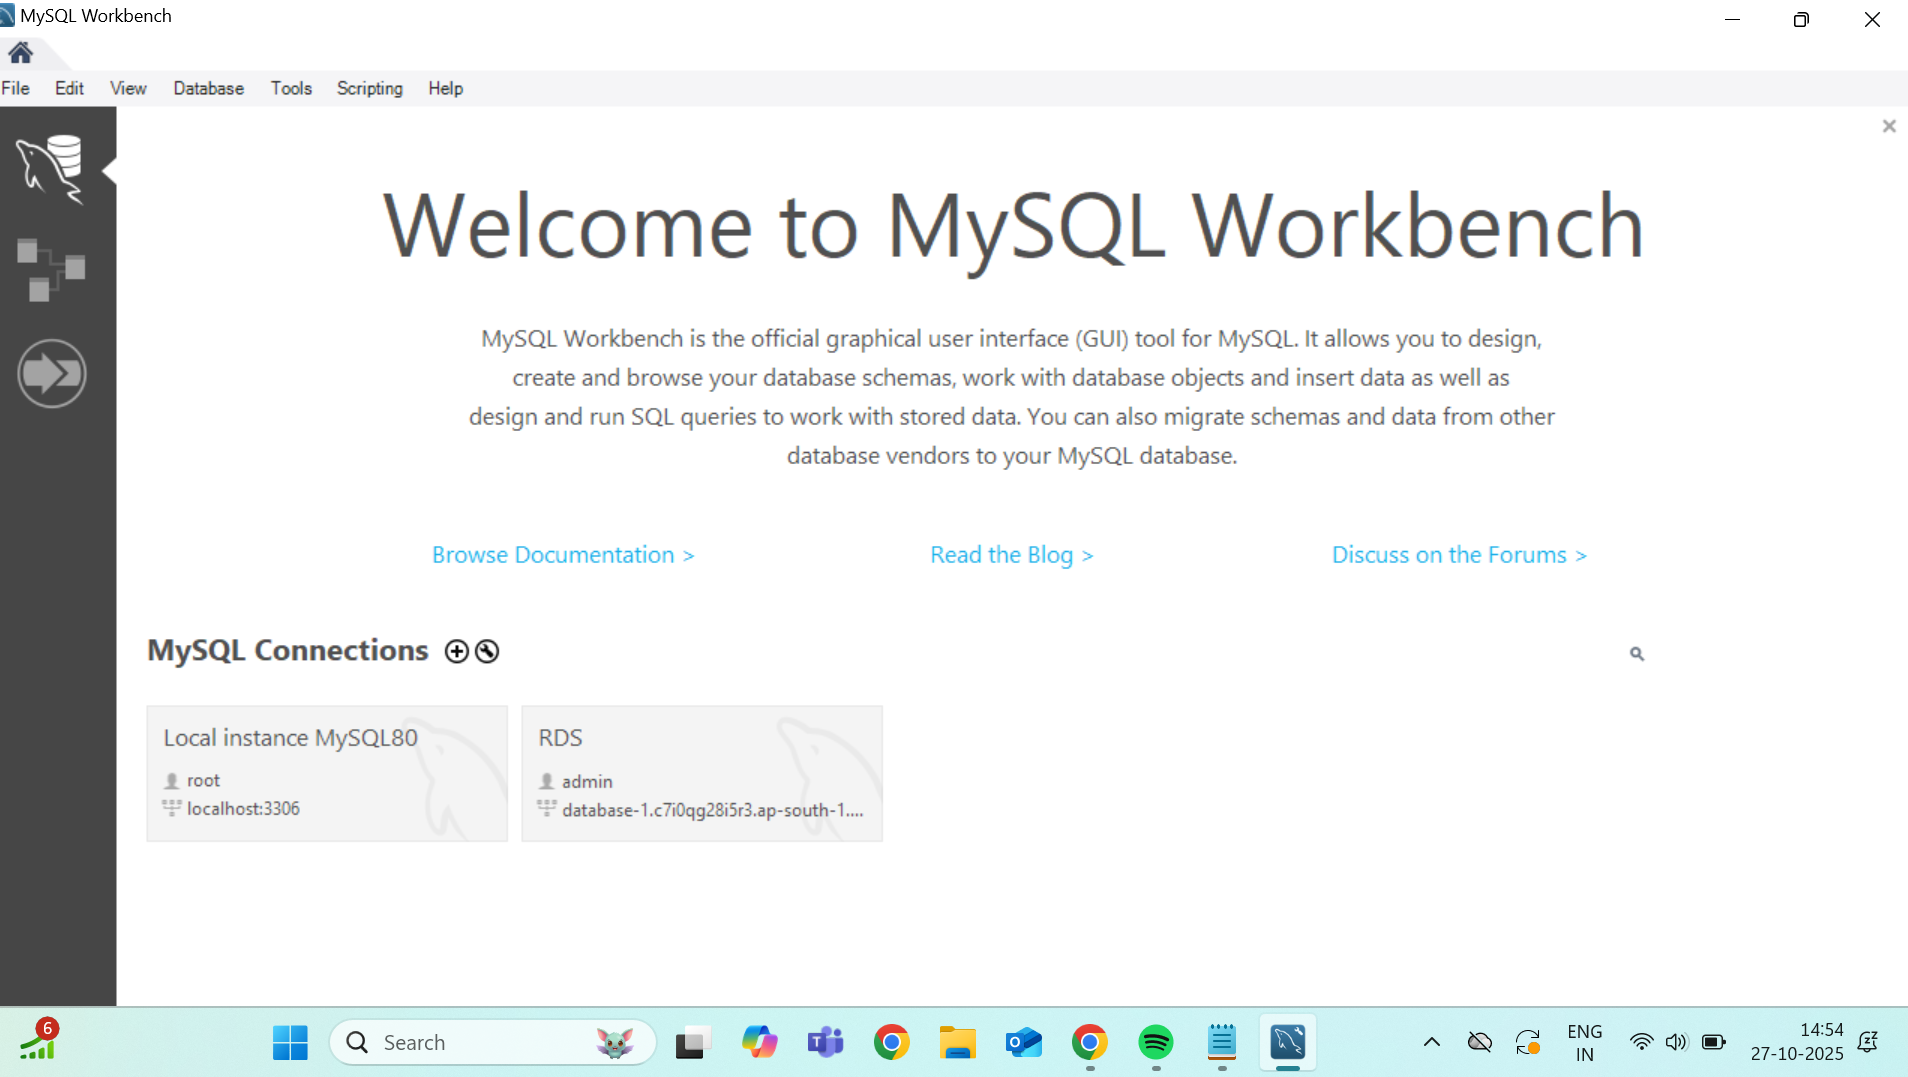 MySQL Workbench
File Edit View Database Tools Scripting Help
Welcome to MySQL Workbench
MySQL Workbench is the official graphical user interface (GUI) tool for MySQL. It allows you to design,
create and browse your database schemas, work with database objects and insert data as well as
design and run SQL queries to work with stored data. You can also migrate schemas and data from other
database vendors to your MySQL database.
Browse Documentation > Read the Blog > Discuss on the Forums >
MySQL Connections
Local instance MySQL80
root
localhost:3306
RDS
admin
database-1.c7i0qg28i5r3.ap-south-1....
6
Search
ENG
IN
14:54
27-10-2025